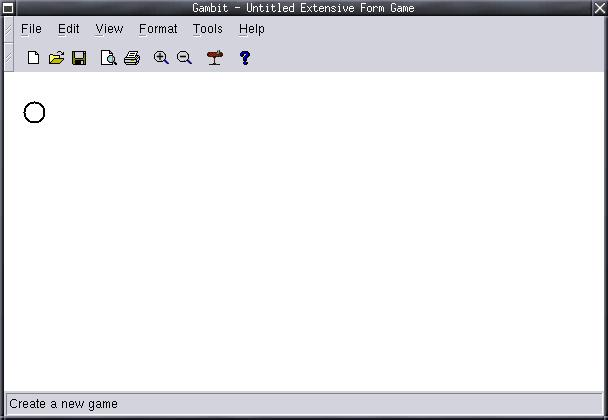 Gambit - Untitled Extensive Form Game
File Edit View Format Tools Help
?
Create a new game